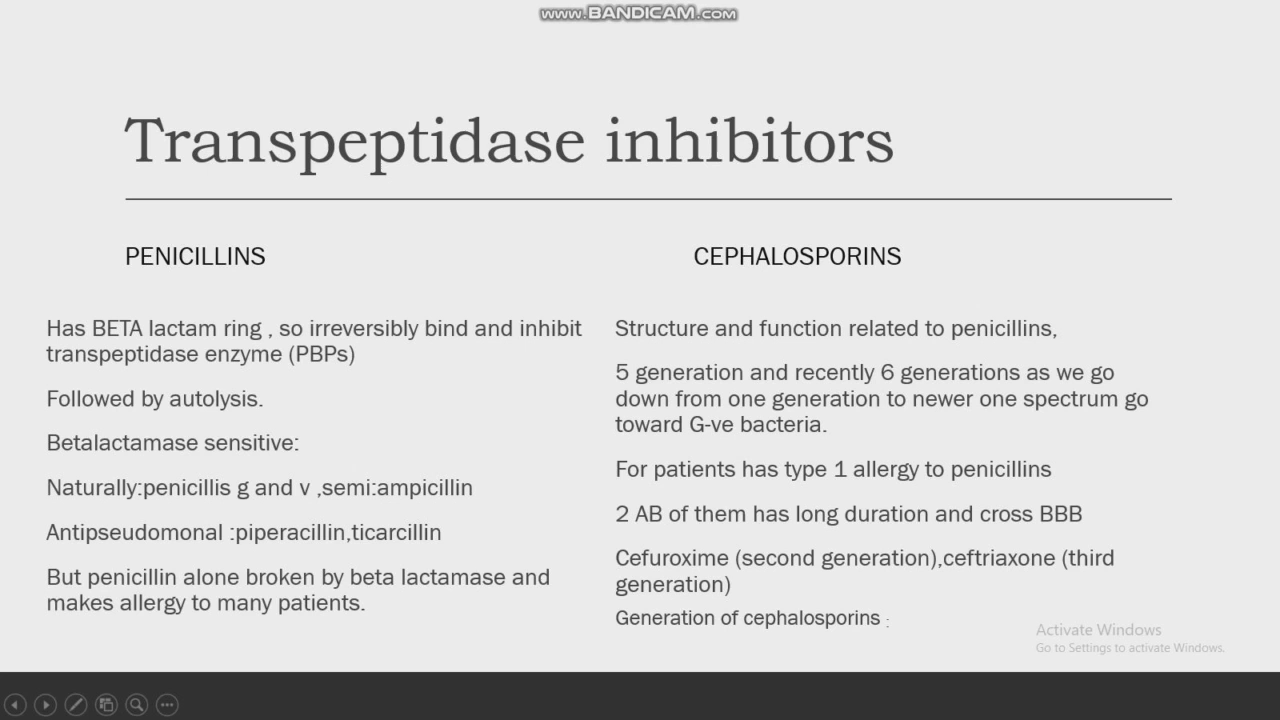 www.BANDICAM.com
Transpeptidase inhibitors
PENICILLINS
Has BETA lactam ring , so irreversibly bind and inhibit
transpeptidase enzyme (PBPs)
Followed by autolysis.
Betalactamase sensitive:
Naturally:penicillis g and v ,semi:ampicillin
Antipseudomonal :piperacillin,ticarcillin
But penicillin alone broken by beta lactamase and
makes allergy to many patients.
CEPHALOSPORINS
Structure and function related to penicillins,
5 generation and recently 6 generations as we go
down from one generation to newer one spectrum go
toward G-ve bacteria.
For patients has type 1 allergy to penicillins
2 AB of them has long duration and cross BBB
Cefuroxime (second generation),ceftriaxone (third
generation)
Generation of cephalosporins :
Activate Windows
Go to Settings to activate Windows.